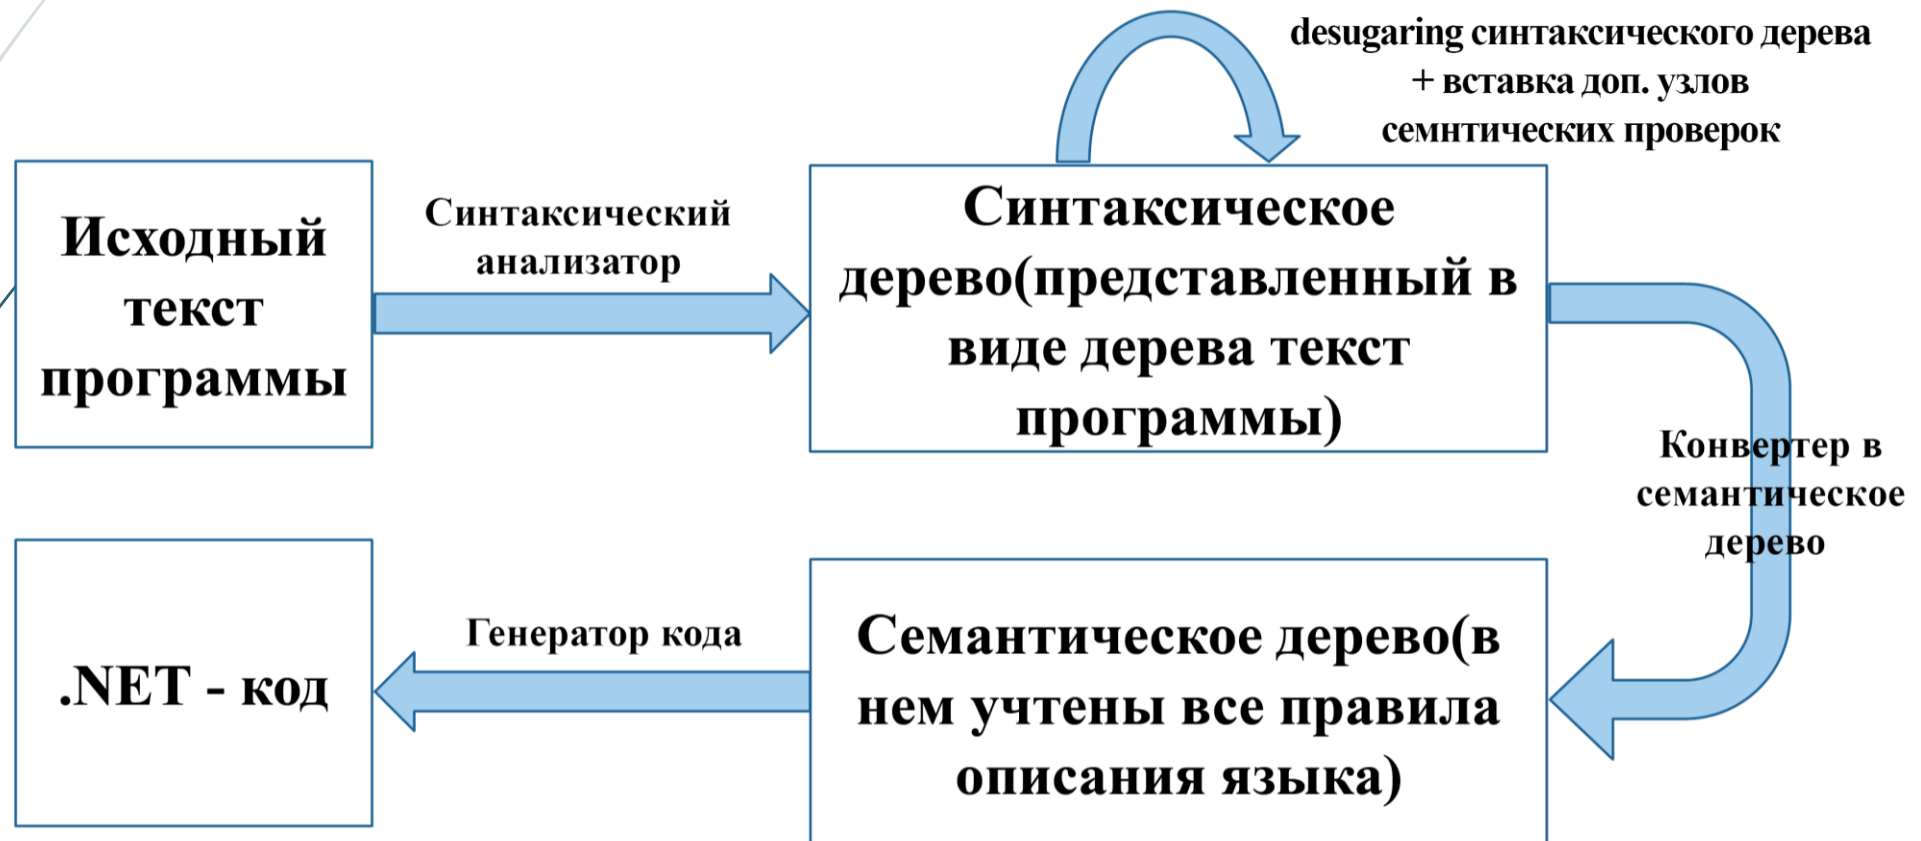 desugaring синтаксического дерева
+ вставка доп. узлов
семнтических проверок
Исходный
текст
программы
Синтаксический
анализатор
Синтаксическое
дерево(представленный в
виде дерева текст
программы)
Конвертер в
семантическое
дерево
Семантическое дерево(в
нем учтены все правила
описания языка)
Генератор кода
.NET - код